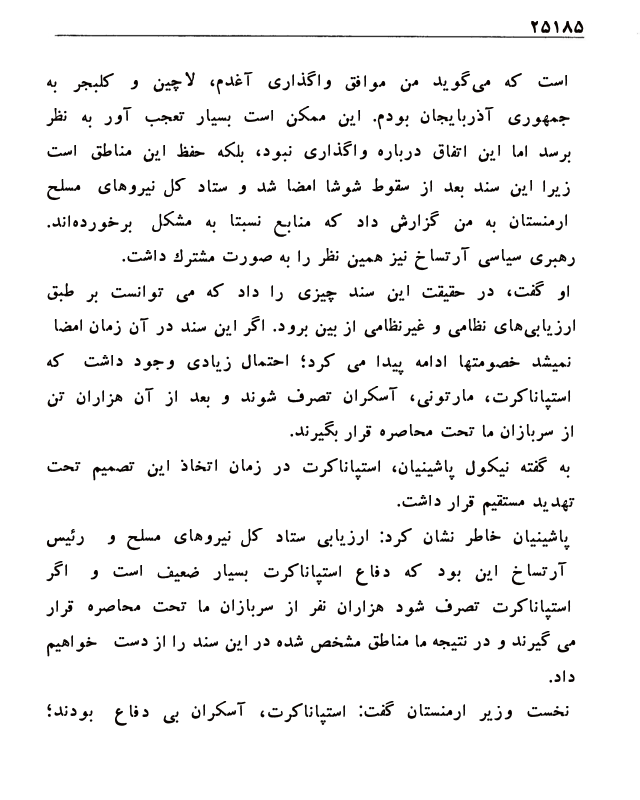 ۲۵۱۸۵
است که می‌گوید من موافق واگذاری آغدم، لاچین و کلبجر به
جمهوری آذربایجان بودم. این ممکن است بسیار تعجب آور به نظر
برسد اما این اتفاق درباره واگذاری نبود، بلکه حفظ این مناطق است
زیرا این سند بعد از سقوط شوشا امضا شد و ستاد کل نیروهای مسلح
ارمنستان به من گزارش داد که منابع نسبتا به مشکل برخورده‌اند.
رهبری سیاسی آرتساخ نیز همین نظر را به صورت مشترك داشت.
او گفت، در حقیقت این سند چیزی را داد که می توانست بر طبق
ارزیابی‌های نظامی و غیرنظامی از بین برود. اگر این سند در آن زمان امضا
نمیشد خصومتها ادامه پیدا می کرد؛ احتمال زیادی وجود داشت که
استپاناکرت، مارتونی، آسکران تصرف شوند و بعد از آن هزاران تن
از سربازان ما تحت محاصره قرار بگیرند.
به گفته نیکول پاشینیان، استپاناکرت در زمان اتخاذ این تصمیم تحت
تهدید مستقیم قرار داشت.
پاشینیان خاطر نشان کرد: ارزیابی ستاد کل نیروهای مسلح و رئیس
آرتساخ این بود که دفاع استپاناکرت بسیار ضعیف است و اگر
استپاناکرت تصرف شود هزاران نفر از سربازان ما تحت محاصره قرار
می گیرند و در نتیجه ما مناطق مشخص شده در این سند را از دست خواهیم
داد.
نخست وزیر ارمنستان گفت: استپاناکرت، آسکران بی دفاع بودند؛